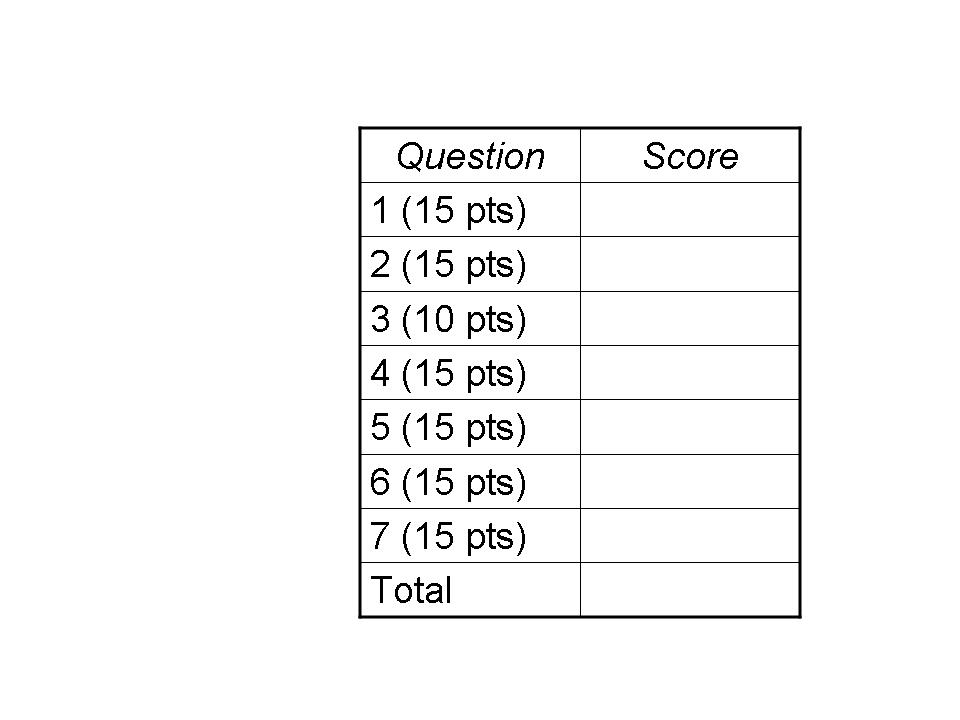 Question Score
1 (15 pts)
2 (15 pts)
3 (10 pts)
4 (15 pts)
5 (15 pts)
6 (15 pts)
7 (15 pts)
Total